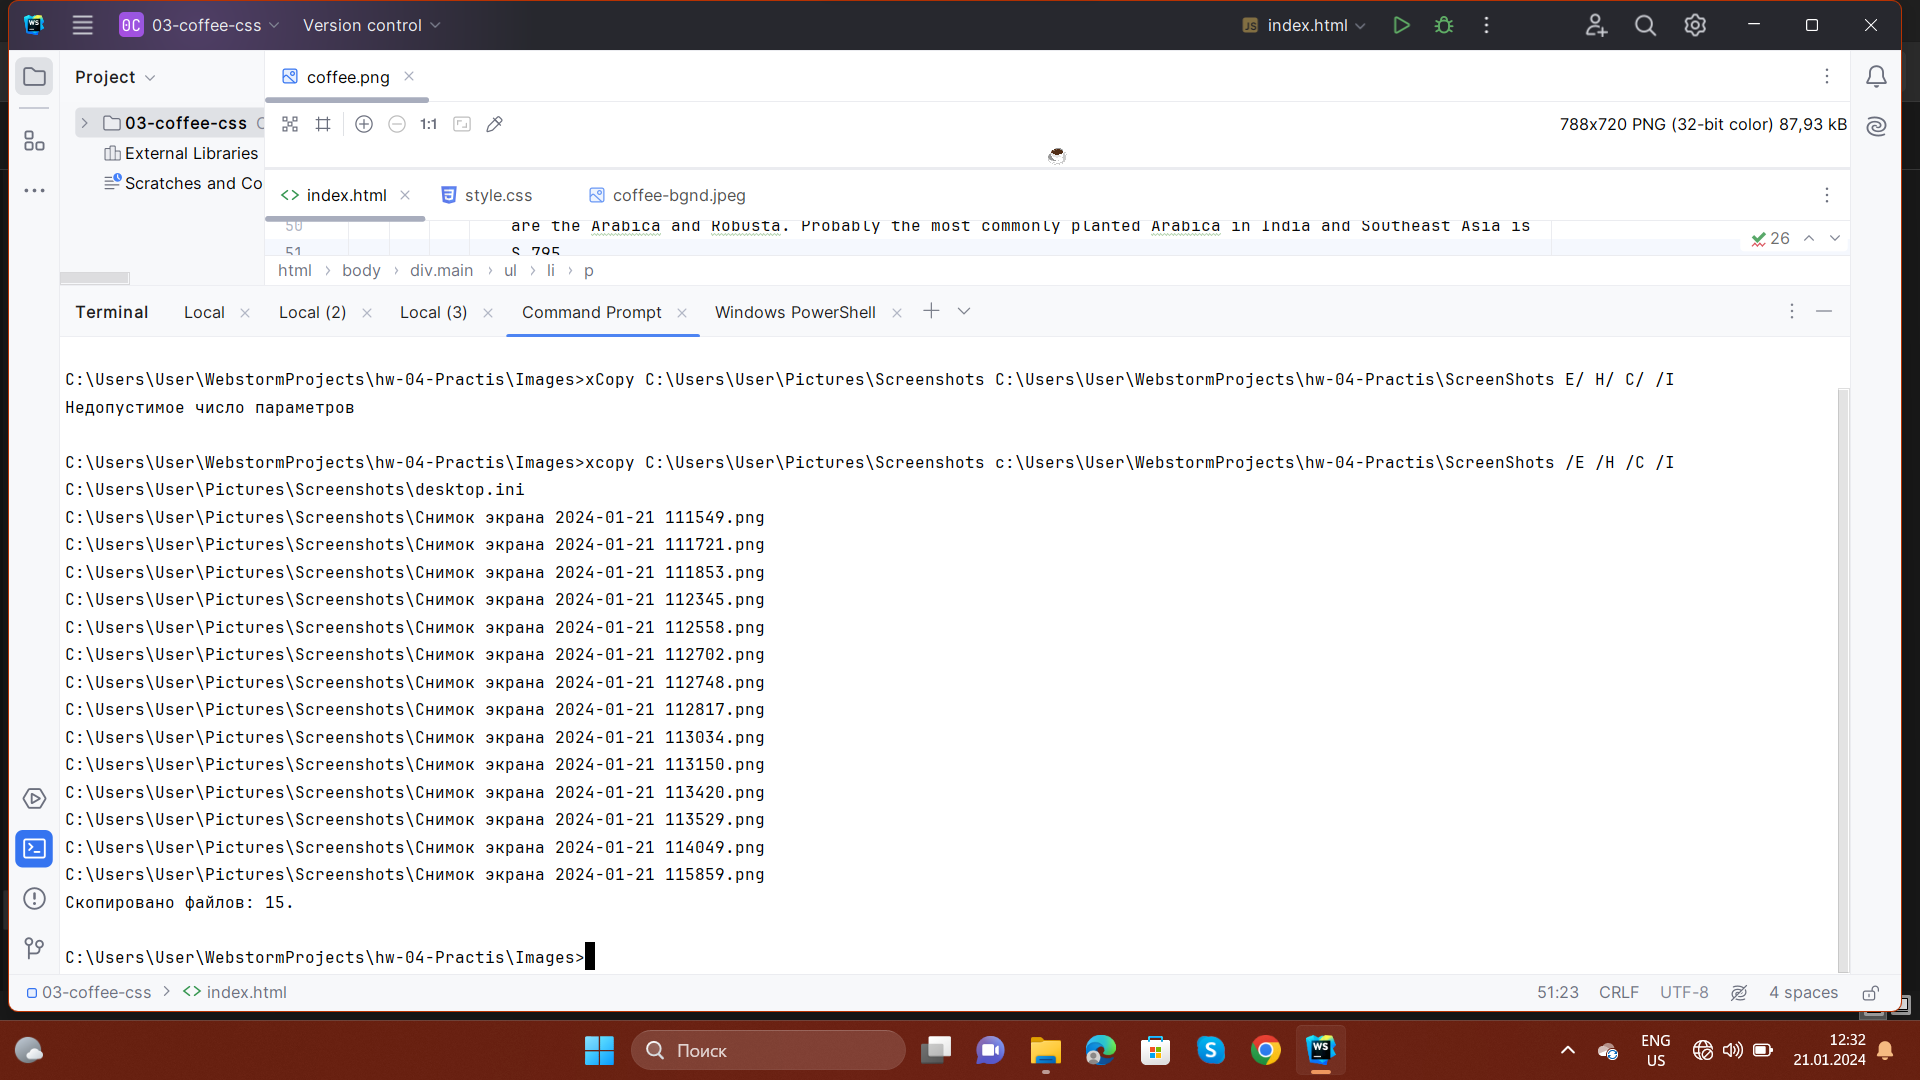 03-coffee-css
Version control
index.html
Project
coffee.png
03-coffee-css
External Libraries
Scratches and Co
1:1
788x720 PNG (32-bit color) 87,93 kB
index.html
style.css
coffee-bgnd.jpeg
50 are the Arabica and Robusta. Probably the most commonly planted Arabica in India and Southeast Asia is
51 S 795
26
html › body › div.main › ul › li › p
Terminal
Local
Local (2)
Local (3)
Command Prompt
Windows PowerShell
C:\Users\User\WebstormProjects\hw-04-Practis\Images>xCopy C:\Users\User\Pictures\Screenshots C:\Users\User\WebstormProjects\hw-04-Practis\ScreenShots E/ H/ C/ /I
Недопустимое число параметров
C:\Users\User\WebstormProjects\hw-04-Practis\Images>xcopy C:\Users\User\Pictures\Screenshots c:\Users\User\WebstormProjects\hw-04-Practis\ScreenShots /E /H /C /I
C:\Users\User\Pictures\Screenshots\desktop.ini
C:\Users\User\Pictures\Screenshots\Снимок экрана 2024-01-21 111549.png
C:\Users\User\Pictures\Screenshots\Снимок экрана 2024-01-21 111721.png
C:\Users\User\Pictures\Screenshots\Снимок экрана 2024-01-21 111853.png
C:\Users\User\Pictures\Screenshots\Снимок экрана 2024-01-21 112345.png
C:\Users\User\Pictures\Screenshots\Снимок экрана 2024-01-21 112558.png
C:\Users\User\Pictures\Screenshots\Снимок экрана 2024-01-21 112702.png
C:\Users\User\Pictures\Screenshots\Снимок экрана 2024-01-21 112748.png
C:\Users\User\Pictures\Screenshots\Снимок экрана 2024-01-21 112817.png
C:\Users\User\Pictures\Screenshots\Снимок экрана 2024-01-21 113034.png
C:\Users\User\Pictures\Screenshots\Снимок экрана 2024-01-21 113150.png
C:\Users\User\Pictures\Screenshots\Снимок экрана 2024-01-21 113420.png
C:\Users\User\Pictures\Screenshots\Снимок экрана 2024-01-21 113529.png
C:\Users\User\Pictures\Screenshots\Снимок экрана 2024-01-21 114049.png
C:\Users\User\Pictures\Screenshots\Снимок экрана 2024-01-21 115859.png
Скопировано файлов: 15.
C:\Users\User\WebstormProjects\hw-04-Practis\Images>
03-coffee-css › index.html
51:23
CRLF
UTF-8
4 spaces
Поиск
ENG
US
12:32
21.01.2024